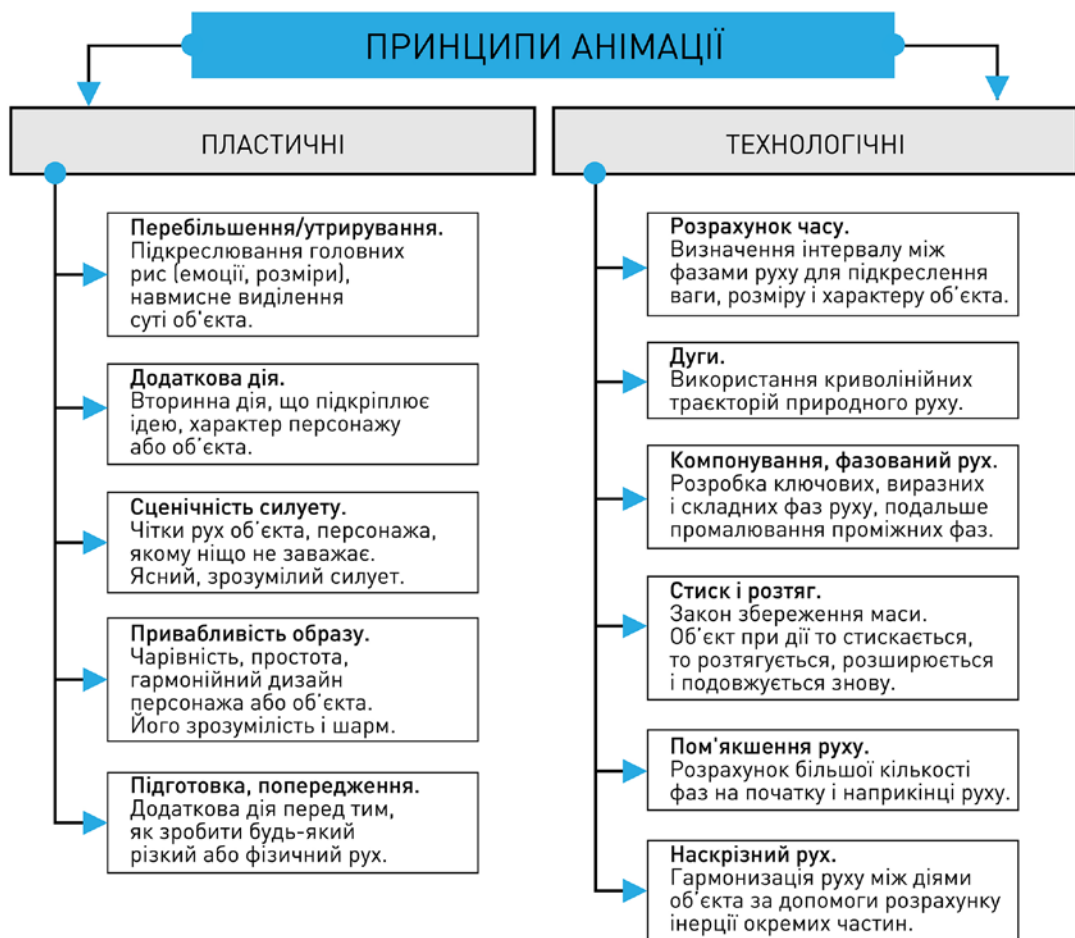 ПРИНЦИПИ АНІМАЦІЇ
ПЛАСТИЧНІ
Перебільшення/утрирування.
Підкреслювання головних
рис (емоції, розміри),
навмисне виділення
суті об'єкта.
Додаткова дія.
Вторинна дія, що підкріплює
ідею, характер персонажу
або об'єкта.
Сценічність силуету.
Чітки рух об'єкта, персонажа,
якому ніщо не заважає.
Ясний, зрозумілий силует.
Привабливість образу.
Чарівність, простота,
гармонійний дизайн
персонажа або об'єкта.
Його зрозумілість і шарм.
Підготовка, попередження.
Додаткова дія перед тим,
як зробити будь-який
різкий або фізичний рух.
ТЕХНОЛОГІЧНІ
Розрахунок часу.
Визначення інтервалу між
фазами руху для підкреслення
ваги, розміру і характеру об'єкта.
Дуги.
Використання криволінійних
траєкторій природного руху.
Компонування, фазований рух.
Розробка ключових, виразних
і складних фаз руху, подальше
промалювання проміжних фаз.
Стиск і розтяг.
Закон збереження маси.
Об'єкт при дії то стискається,
то розтягується, розширюється
і подовжується знову.
Пом'якшення руху.
Розрахунок більшої кількості
фаз на початку і наприкінці руху.
Наскрізний рух.
Гармонизація руху між діями
об'єкта за допомоги розрахунку
інерції окремих частин.